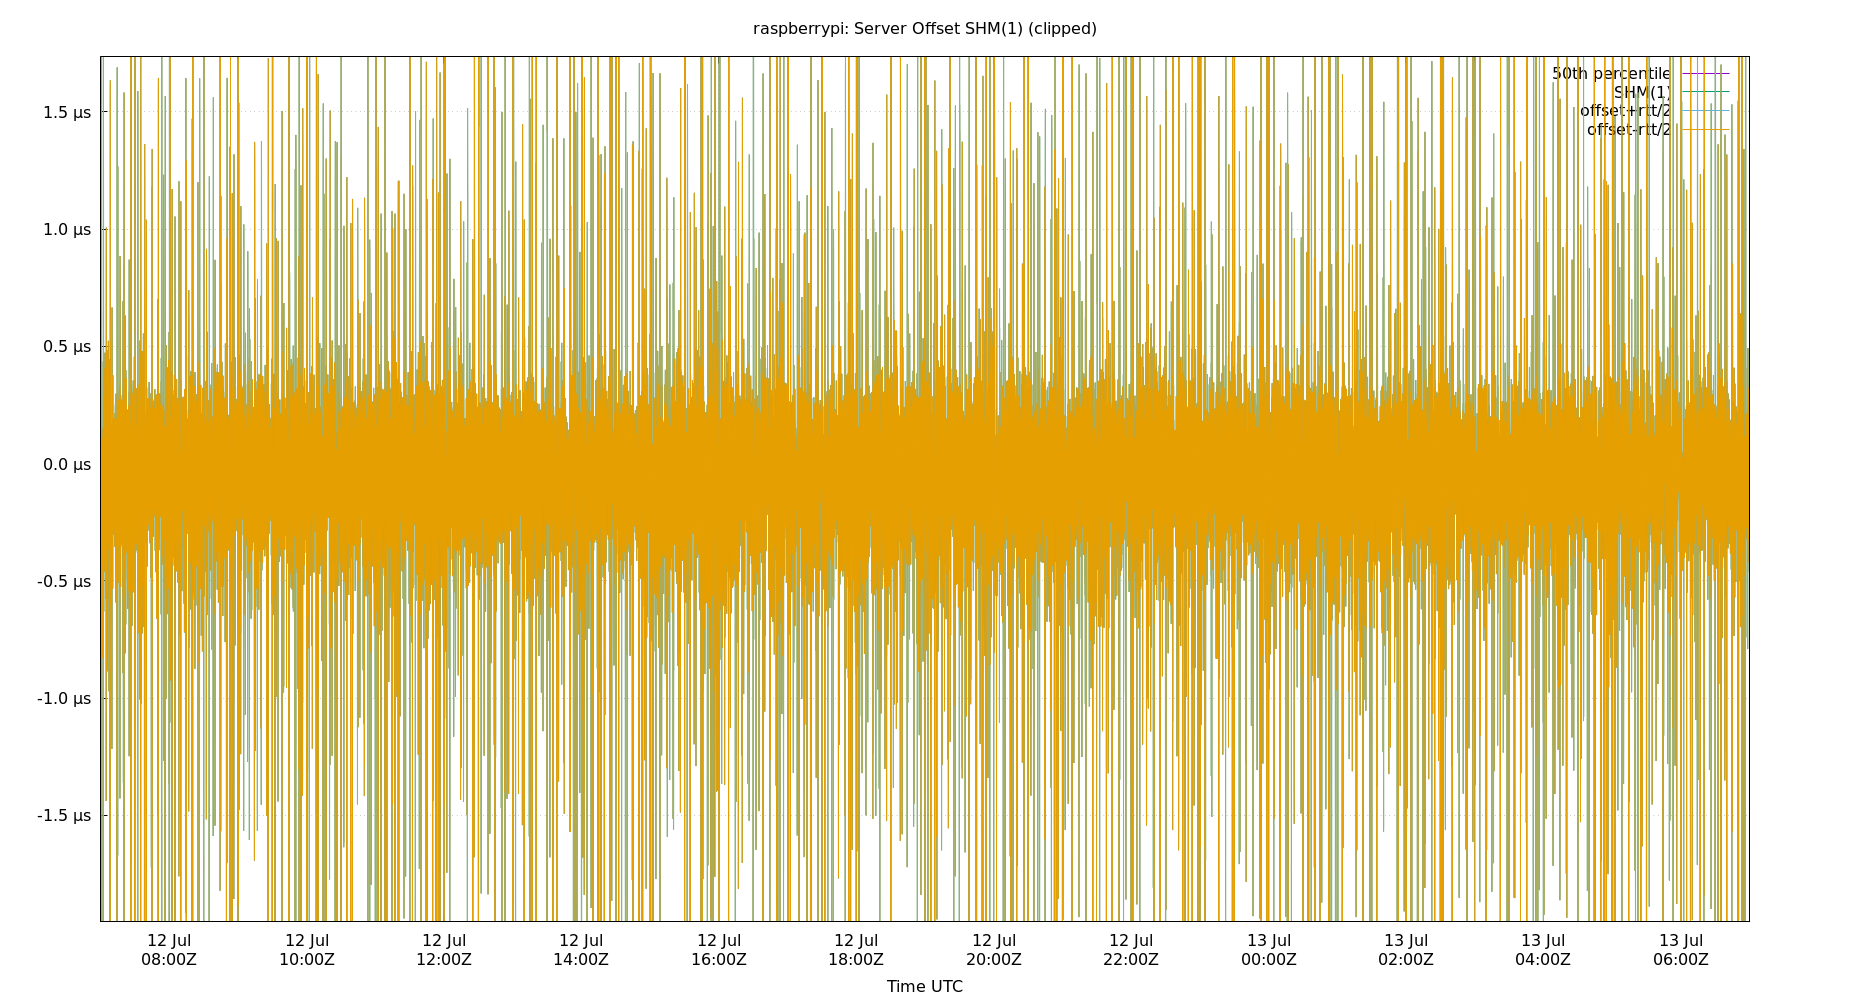 raspberrypi: Server Offset SHM(1) (clipped)
50th percentile
SHM(1)
offset+rtt/2
offset-rtt/2
1.5 µs
1.0 µs
0.5 µs
0.0 µs
-0.5 µs
-1.0 µs
-1.5 µs
12 Jul 12 Jul 12 Jul 12 Jul 12 Jul 12 Jul 12 Jul 12 Jul 13 Jul 13 Jul 13 Jul 13 Jul
08:00Z 10:00Z 12:00Z 14:00Z 16:00Z 18:00Z 20:00Z 22:00Z 00:00Z 02:00Z 04:00Z 06:00Z
Time UTC